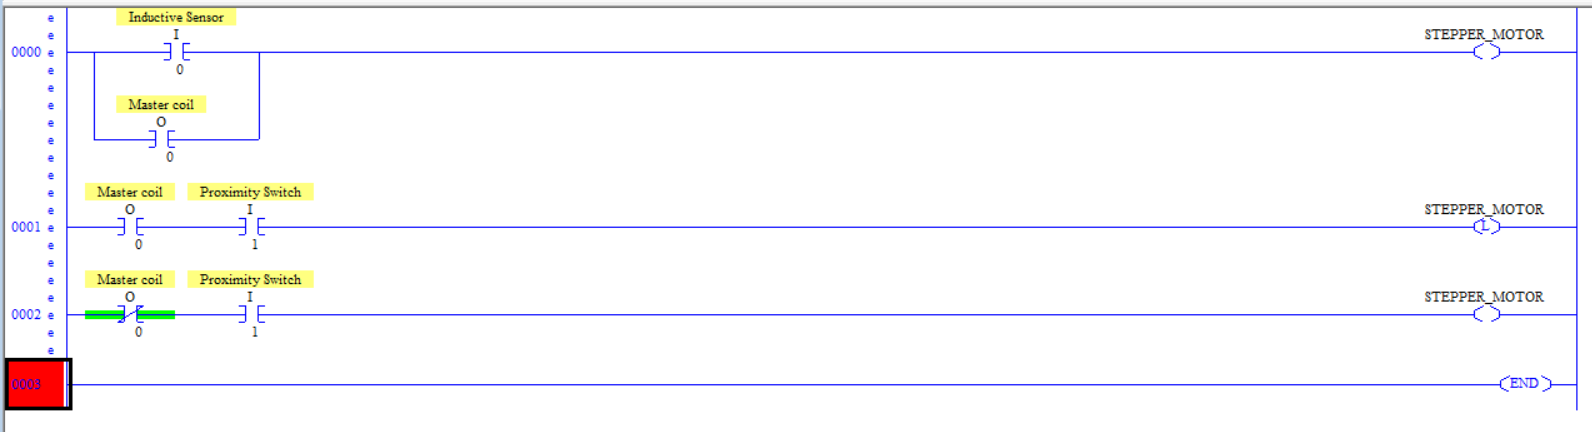 e
Inductive Sensor
e
I
STEPPER_MOTOR
0000 e
e
0
e
e
Master coil
e
O
e
e
0
e
e
Master coil Proximity Switch
e
O I
STEPPER_MOTOR
0001 e
L
e
0 1
e
e
Master coil Proximity Switch
e
O I
STEPPER_MOTOR
0002 e
e
0 1
e
0003
END